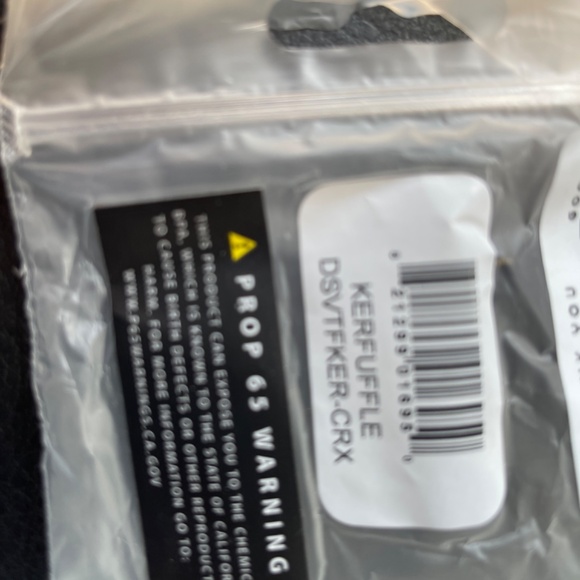 KERFUFFLE
DSVTFKER-CRX
PROP 65 WARNING
THIS PRODUCT CAN EXPOSE YOU TO THE CHEMIC
BPA, WHICH IS KNOWN TO THE STATE OF CALIFOR
TO CAUSE BIRTH DEFECTS OR OTHER REPRODUCT
HARM. FOR MORE INFORMATION GO TO:
WWW.P65WARNINGS.CA.GOV